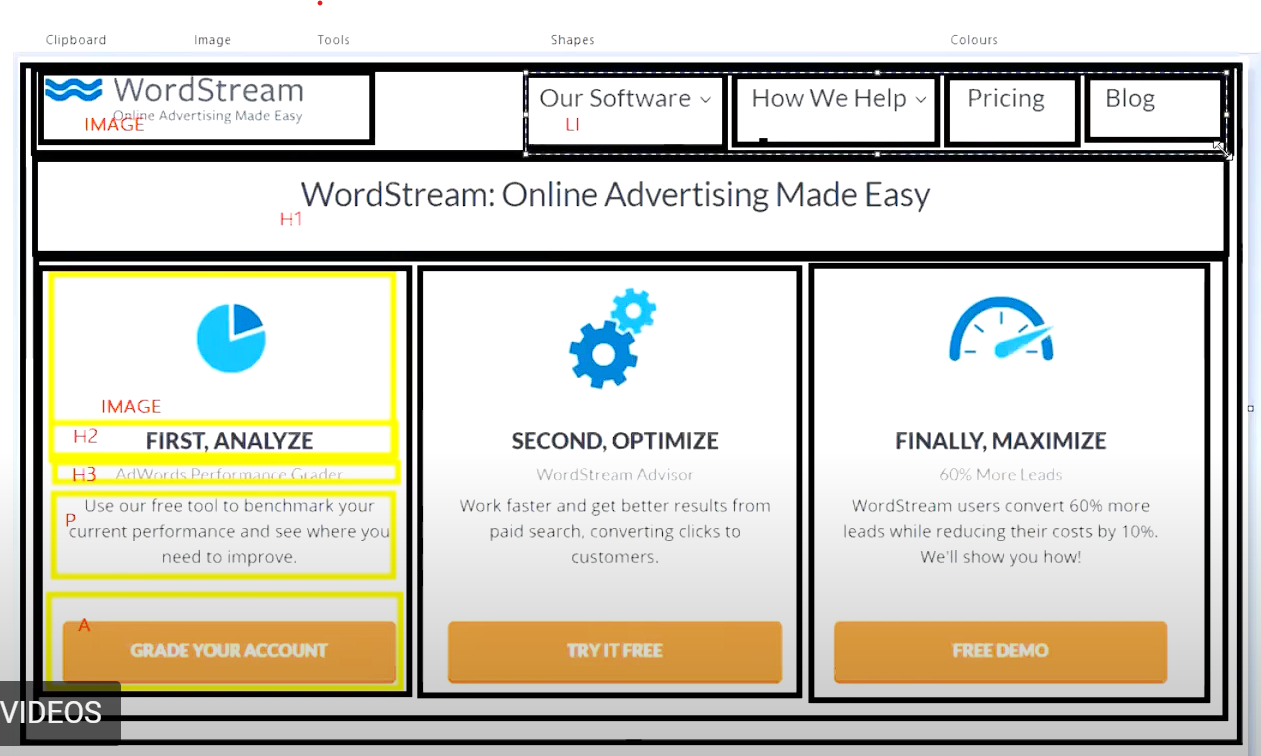 Clipboard Image Tools Shapes Colours
WordStream
Online Advertising Made Easy
IMAGE
Our Software How We Help Pricing Blog
LI
WordStream: Online Advertising Made Easy
H1
IMAGE
H2 FIRST, ANALYZE
H3 AdWords Performance Grader
P
Use our free tool to benchmark your
current performance and see where you
need to improve.
A
GRADE YOUR ACCOUNT
SECOND, OPTIMIZE
WordStream Advisor
Work faster and get better results from
paid search, converting clicks to
customers.
TRY IT FREE
FINALLY, MAXIMIZE
60% More Leads
WordStream users convert 60% more
leads while reducing their costs by 10%.
We'll show you how!
FREE DEMO
VIDEOS